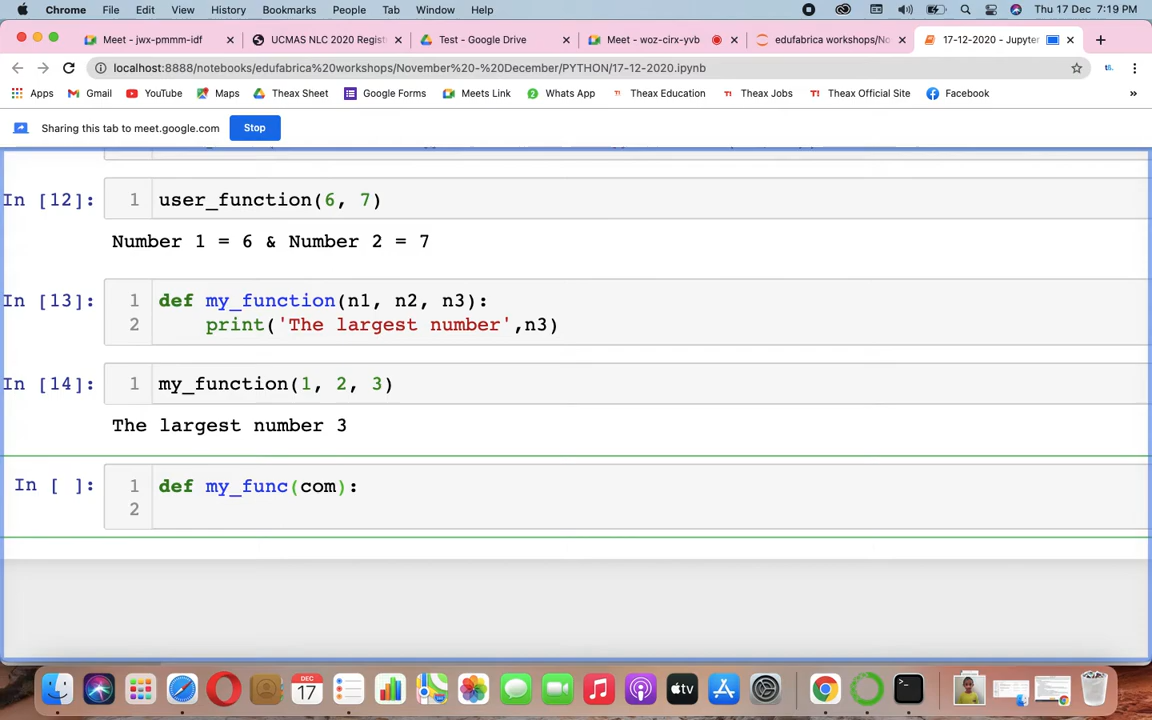 Chrome File Edit View History Bookmarks People Tab Window Help Thu 17 Dec 7:19 PM
Meet - jwx-pmmm-idf UCMAS NLC 2020 Regist Test - Google Drive Meet - woz-cirx-yvb edufabrica workshops/No 17-12-2020 - Jupyter
localhost:8888/notebooks/edufabrica%20workshops/November%20-%20December/PYTHON/17-12-2020.ipynb
Apps Gmail YouTube Maps Theax Sheet Google Forms Meets Link Whats App Theax Education Theax Jobs Theax Official Site Facebook »
Sharing this tab to meet.google.com Stop
In [12]: 1 user_function(6, 7)
Number 1 = 6 & Number 2 = 7
In [13]: 1 def my_function(n1, n2, n3):
2 print('The largest number',n3)
In [14]: 1 my_function(1, 2, 3)
The largest number 3
In [ ]: 1 def my_func(com):
2
DEC
17
tv